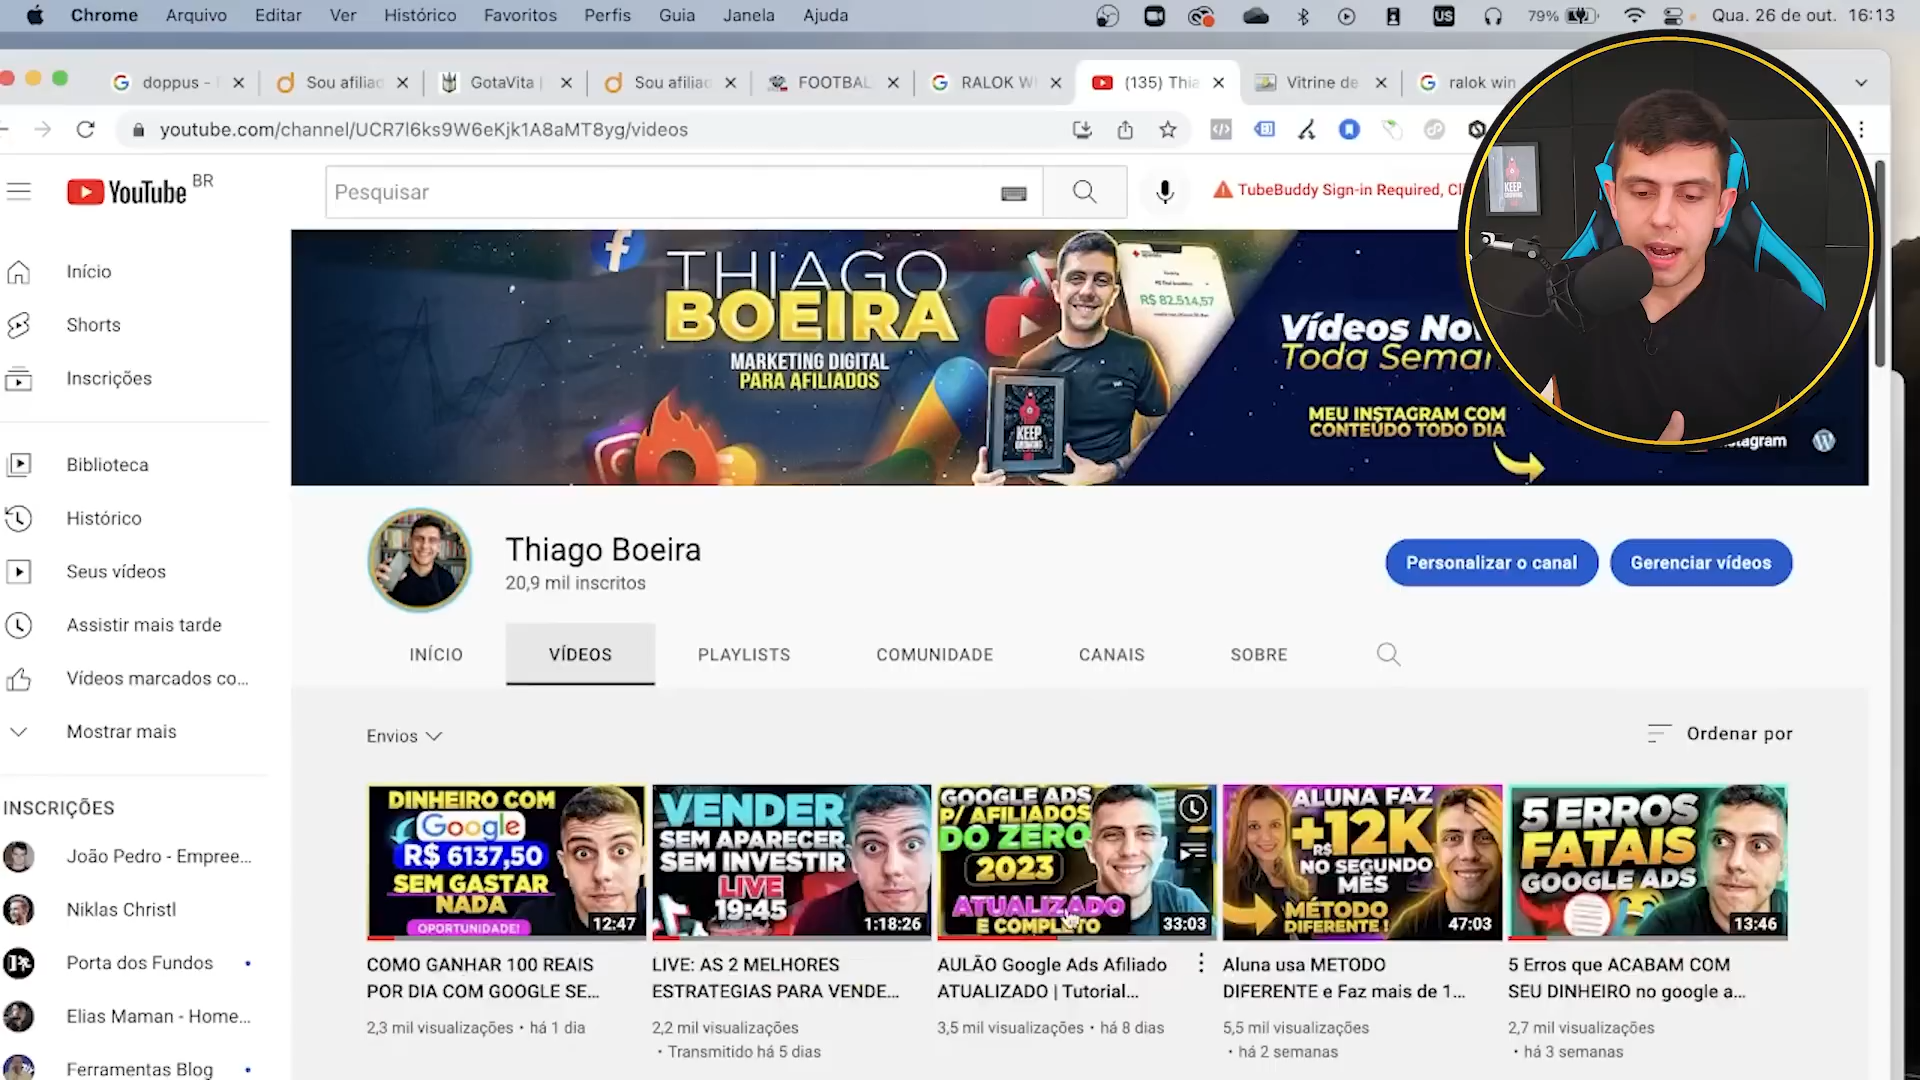 Chrome Arquivo Editar Ver Histórico Favoritos Perfis Guia Janela Ajuda
US 79% Qua. 26 de out. 16:13
doppus - Sou afiliad GotaVita | Sou afiliad FOOTBAL RALOK W (135) Thia Vitrine de ralok win
youtube.com/channel/UCR7l6ks9W6eKjk1A8aMT8yg/videos
YouTube BR
Pesquisar
TubeBuddy Sign-in Required, Cl
Início
Shorts
Inscrições
Biblioteca
Histórico
Seus vídeos
Assistir mais tarde
Vídeos marcados co...
Mostrar mais
INSCRIÇÕES
João Pedro - Empree...
Niklas Christl
Porta dos Fundos
Elias Maman - Home...
Ferramentas Blog
THIAGO
BOEIRA
MARKETING DIGITAL
PARA AFILIADOS
R$ 82.514,57
KEEP
Vídeos No
Toda Seman
MEU INSTAGRAM COM
CONTEÚDO TODO DIA
stagram
KEEP
Thiago Boeira
20,9 mil inscritos
Personalizar o canal
Gerenciar vídeos
INÍCIO VÍDEOS PLAYLISTS COMUNIDADE CANAIS SOBRE
Envios
Ordenar por
DINHEIRO COM
Google
R$ 6137,50
SEM GASTAR
NADA
OPORTUNIDADE!
12:47
COMO GANHAR 100 REAIS
POR DIA COM GOOGLE SE...
2,3 mil visualizações • há 1 dia
VENDER
SEM APARECER
SEM INVESTIR
LIVE
19:45
1:18:26
LIVE: AS 2 MELHORES
ESTRATEGIAS PARA VENDE...
2,2 mil visualizações
• Transmitido há 5 dias
GOOGLE ADS
P/ AFILIADOS
DO ZERO
2023
ATUALIZADO
E COMPLETO
33:03
AULÃO Google Ads Afiliado
ATUALIZADO | Tutorial...
3,5 mil visualizações • há 8 dias
ALUNA FAZ
+12K
R$
NO SEGUNDO
MÊS
MÉTODO
DIFERENTE!
47:03
Aluna usa METODO
DIFERENTE e Faz mais de 1...
5,5 mil visualizações
• há 2 semanas
5 ERROS
FATAIS
GOOGLE ADS
13:46
5 Erros que ACABAM COM
SEU DINHEIRO no google a...
2,7 mil visualizações
• há 3 semanas